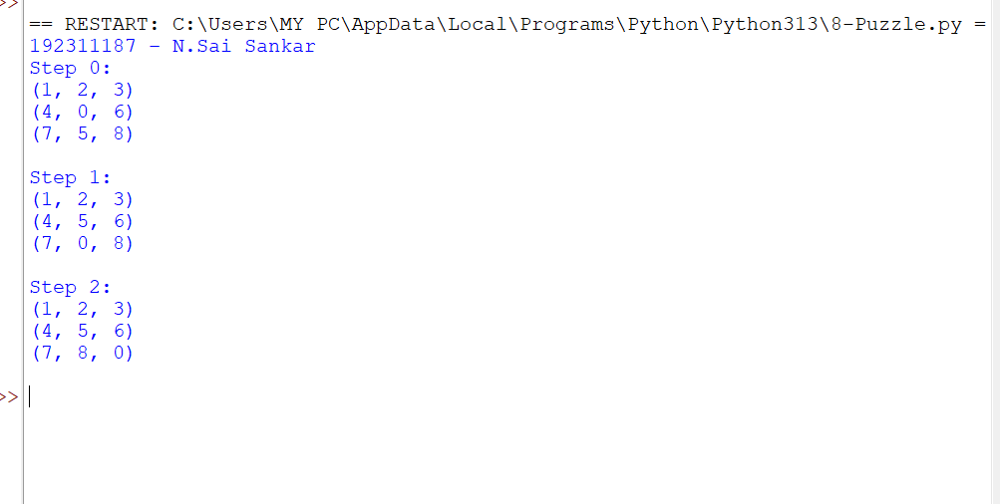 >>
== RESTART: C:\Users\MY PC\AppData\Local\Programs\Python\Python313\8-Puzzle.py =
192311187 - N.Sai Sankar
Step 0:
(1, 2, 3)
(4, 0, 6)
(7, 5, 8)
Step 1:
(1, 2, 3)
(4, 5, 6)
(7, 0, 8)
Step 2:
(1, 2, 3)
(4, 5, 6)
(7, 8, 0)
>>